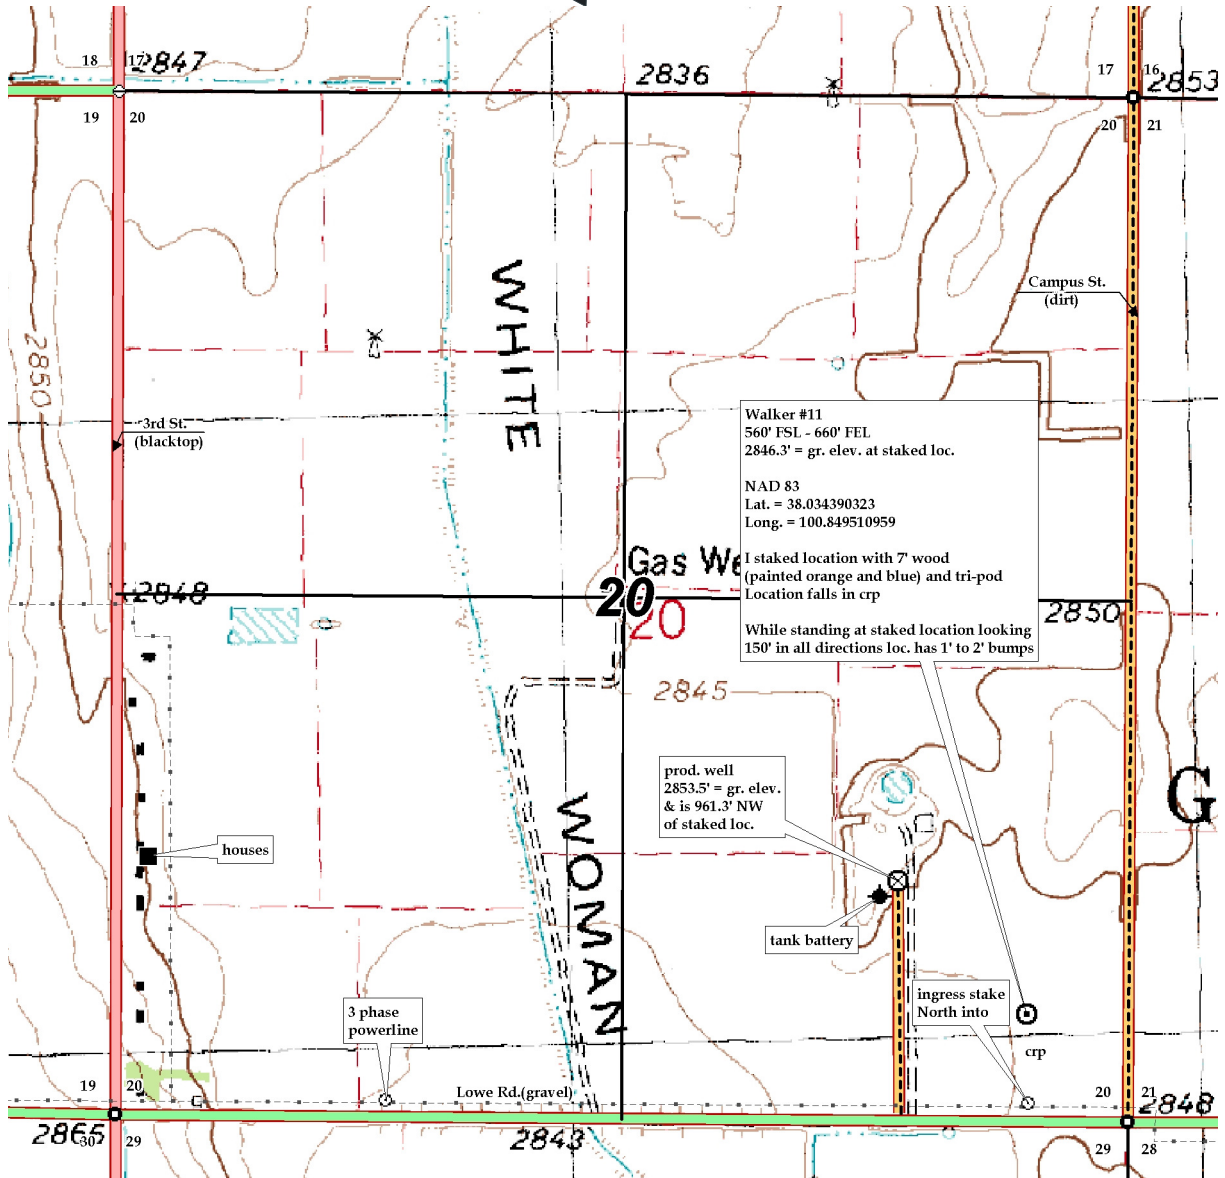 18
17
2847
2836
17
16
2853
19
20
20
21
WHITE
Campus St.
(dirt)
2850
3rd St.
(blacktop)
Walker #11
560' FSL - 660' FEL
2846.3' = gr. elev. at staked loc.
NAD 83
Lat. = 38.034390323
Long. = 100.849510959
I staked location with 7' wood
(painted orange and blue) and tri-pod
Location falls in crp
While standing at staked location looking
150' in all directions loc. has 1' to 2' bumps
Gas We
2848
20
20
2850
2845
prod. well
2853.5' = gr. elev.
& is 961.3' NW
of staked loc.
G
WOMAN
houses
tank battery
ingress stake
North into
3 phase
powerline
crp
19
20
Lowe Rd.(gravel)
20
21
2848
2865
30
29
2843
29
28